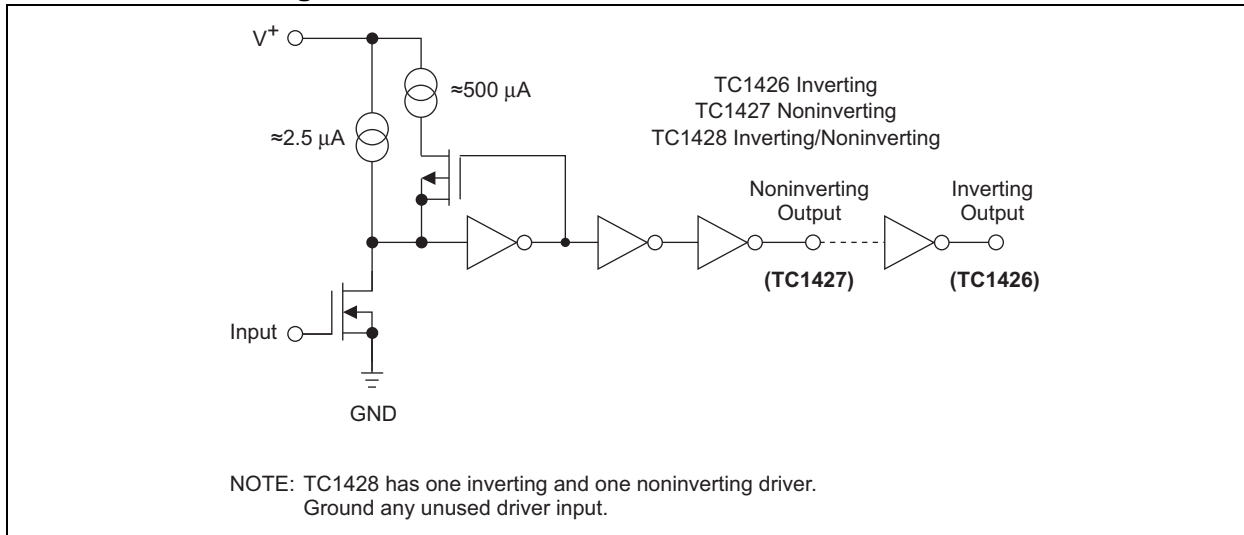 V+
≈500 μA
≈2.5 μA
TC1426 Inverting
TC1427 Noninverting
TC1428 Inverting/Noninverting
Noninverting
Output
Inverting
Output
(TC1427)
(TC1426)
Input
GND
NOTE: TC1428 has one inverting and one noninverting driver.
Ground any unused driver input.